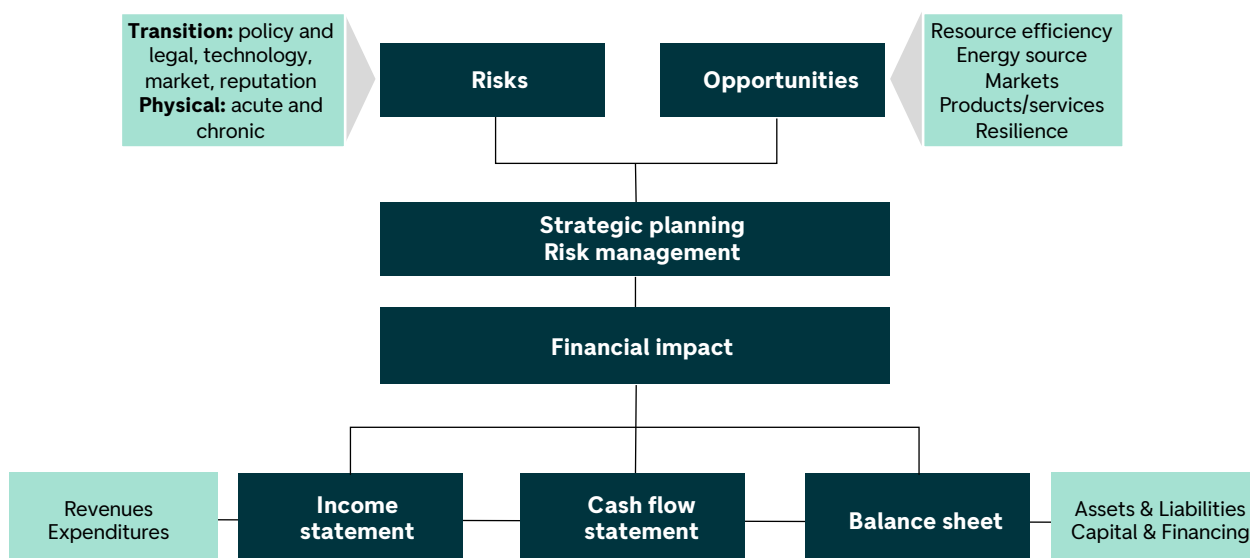 Transition: policy and
legal, technology,
market, reputation
Physical: acute and
chronic
Risks
Opportunities
Resource efficiency
Energy source
Markets
Products/services
Resilience
Strategic planning
Risk management
Financial impact
Revenues
Expenditures
Income
statement
Cash flow
statement
Balance sheet
Assets & Liabilities
Capital & Financing